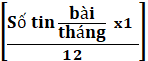 [Số tin bài/tháng x1
12]